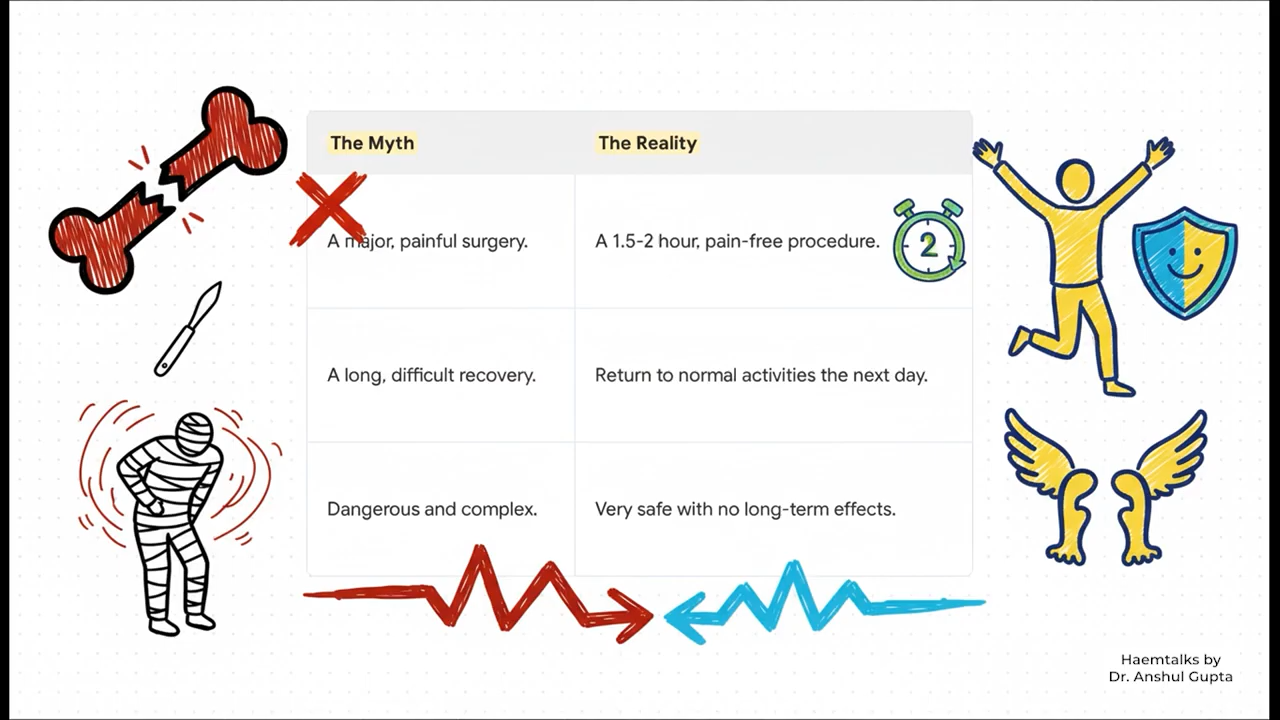 The Myth
The Reality
A major, painful surgery.
A 1.5-2 hour, pain-free procedure.
2
A long, difficult recovery.
Return to normal activities the next day.
Dangerous and complex.
Very safe with no long-term effects.
Haemtalks by
Dr. Anshul Gupta